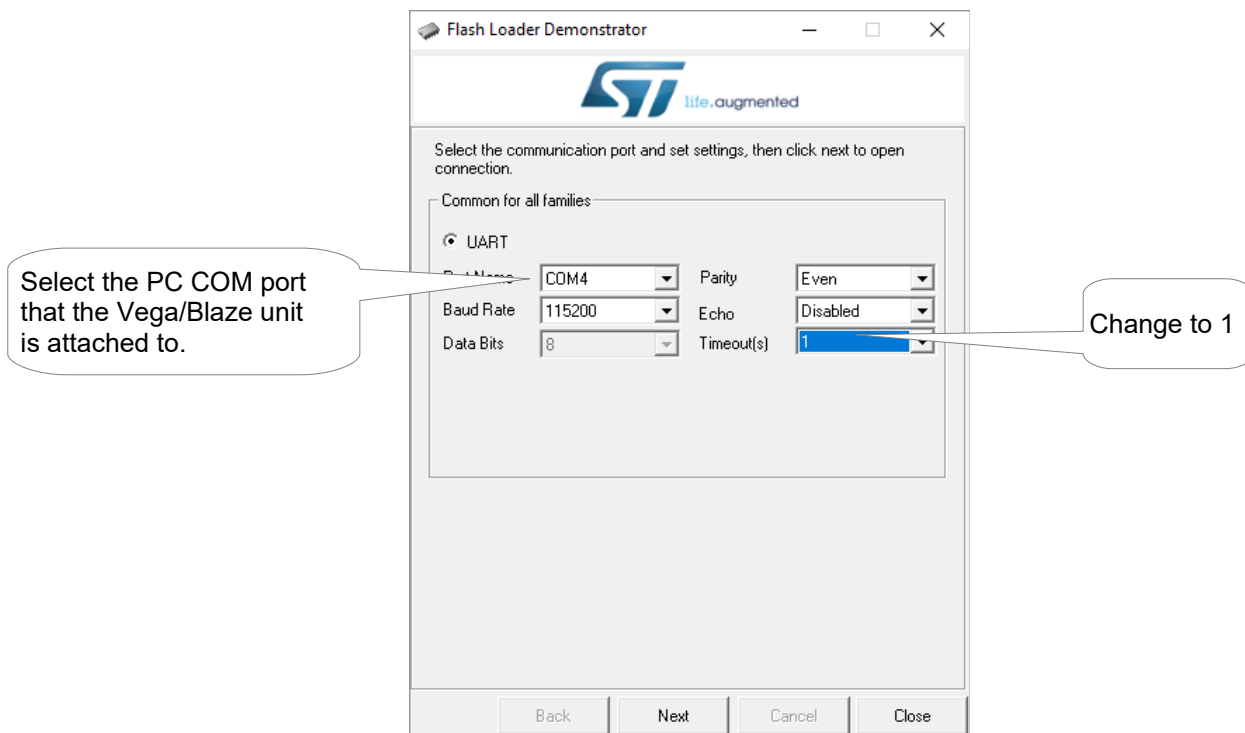 Flash Loader Demonstrator
life.augmented
Select the communication port and set settings, then click next to open
connection.
Common for all families
UART
COM4
Parity
Even
Baud Rate
115200
Echo
Disabled
Data Bits
8
Timeout(s)
1
Select the PC COM port
that the Vega/Blaze unit
is attached to.
Change to 1
Back
Next
Cancel
Close